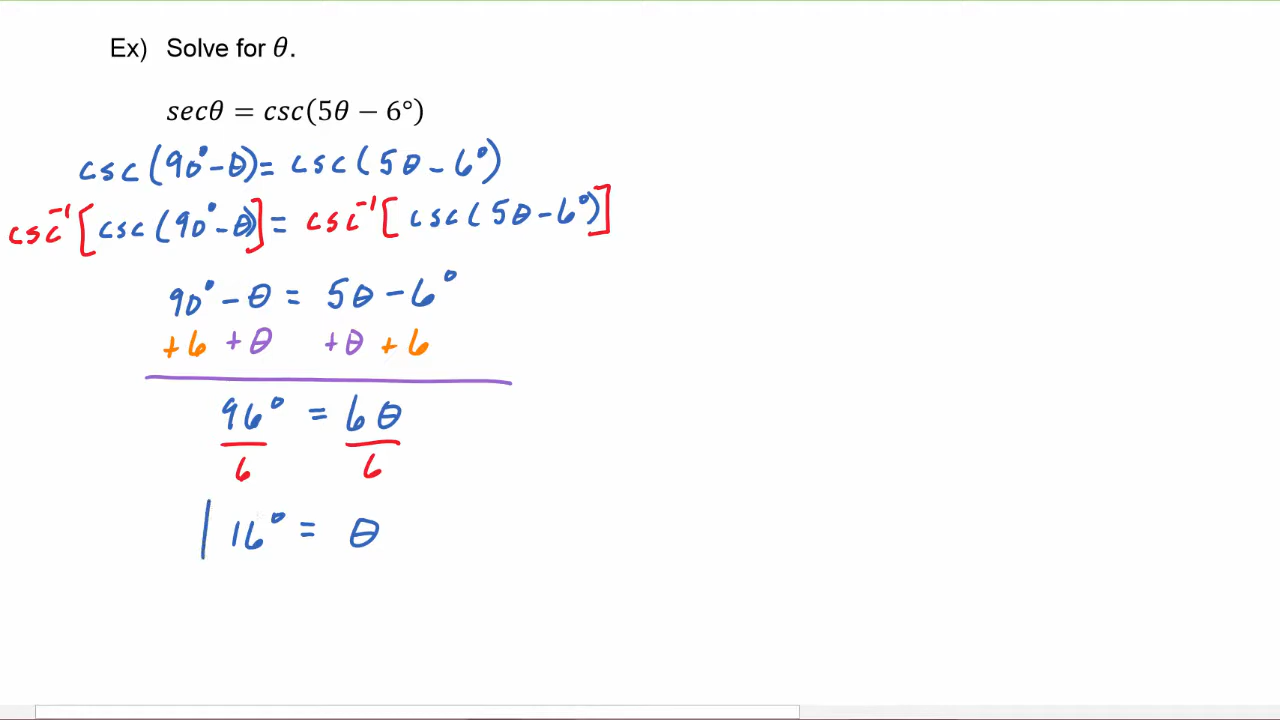 Ex) Solve for θ.
secθ = csc(5θ − 6°)
csc(90°-θ) = csc(5θ-6°)
csc⁻¹[csc(90°-θ)] = csc⁻¹[csc(5θ-6°)]
90° - θ = 5θ - 6°
+6 +θ +θ +6
96° = 6θ
6 6
16° = θ